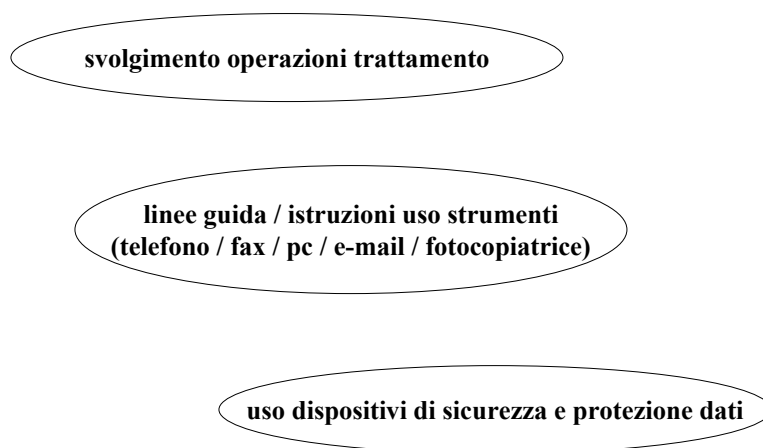 svolgimento operazioni trattamento
linee guida / istruzioni uso strumenti
(telefono / fax / pc / e-mail / fotocopiatrice)
uso dispositivi di sicurezza e protezione dati